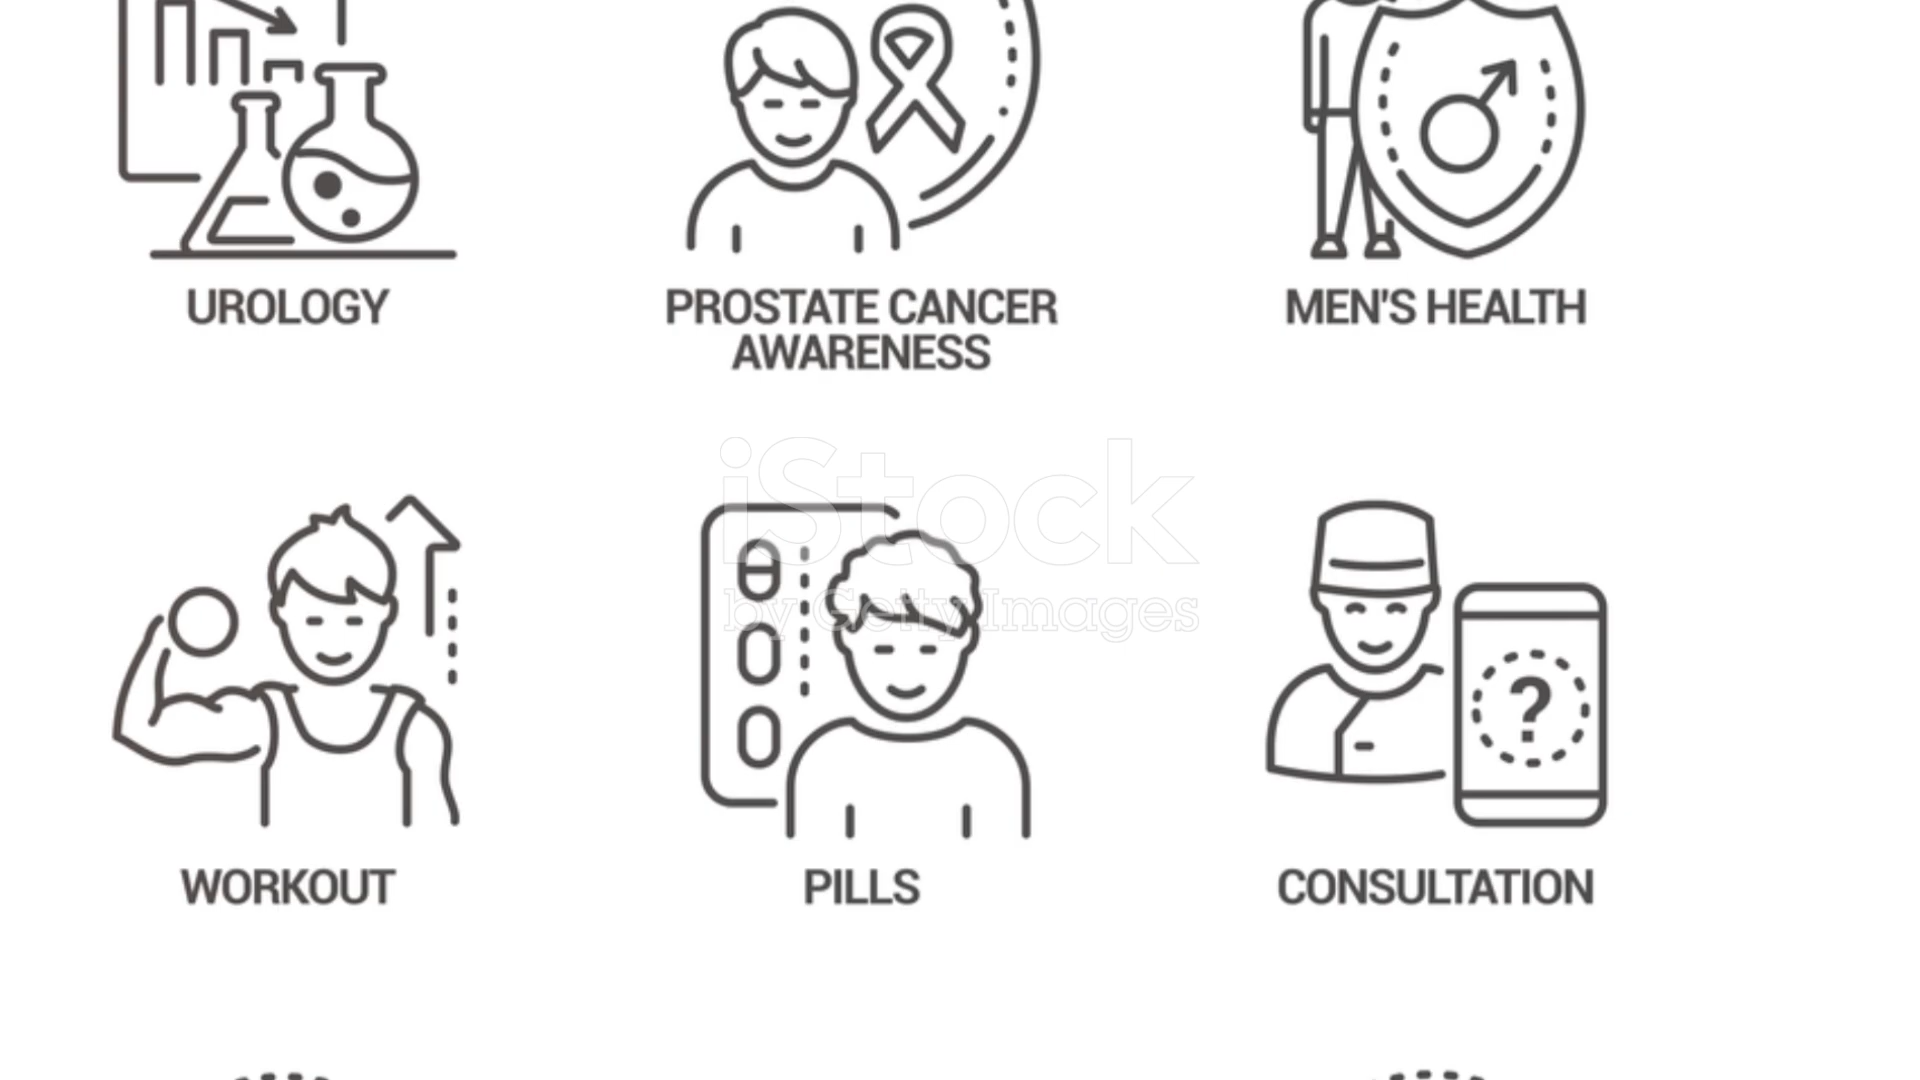 UROLOGY
PROSTATE CANCER
AWARENESS
MEN'S HEALTH
iStock
by Getty Images
?
WORKOUT
PILLS
CONSULTATION